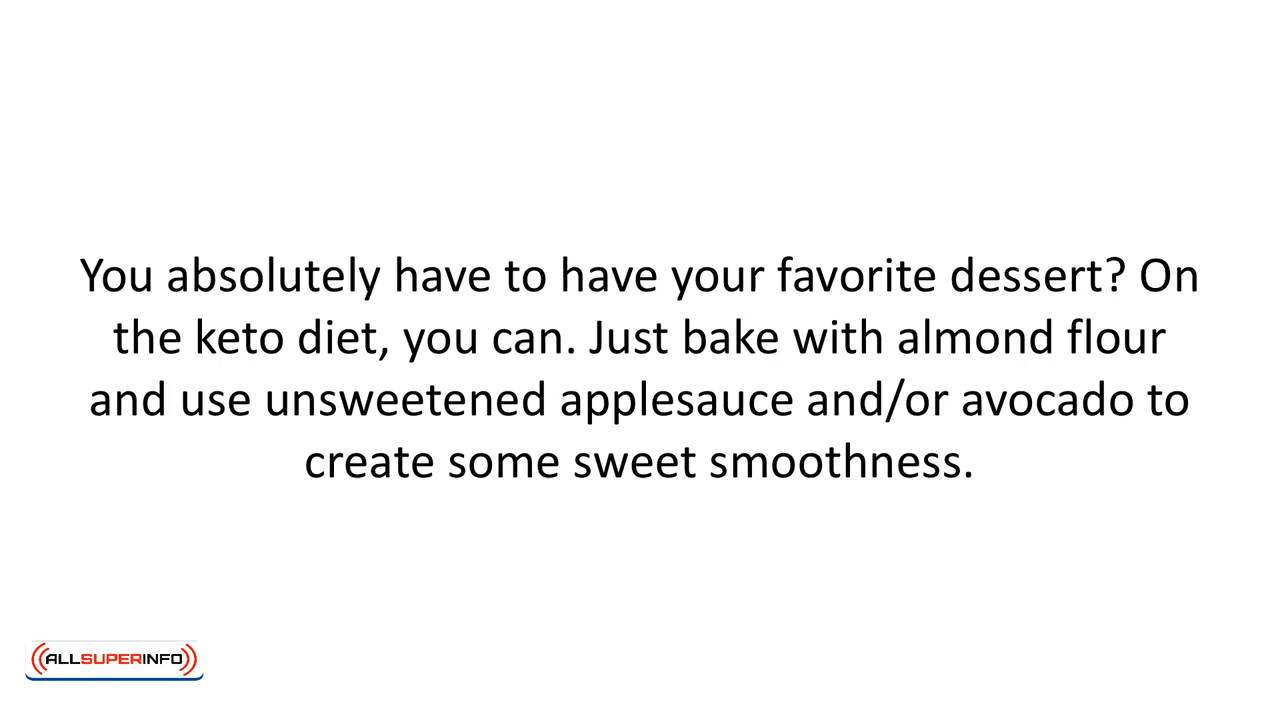 You absolutely have to have your favorite dessert? On
the keto diet, you can. Just bake with almond flour
and use unsweetened applesauce and/or avocado to
create some sweet smoothness.
ALLSUPERINFO